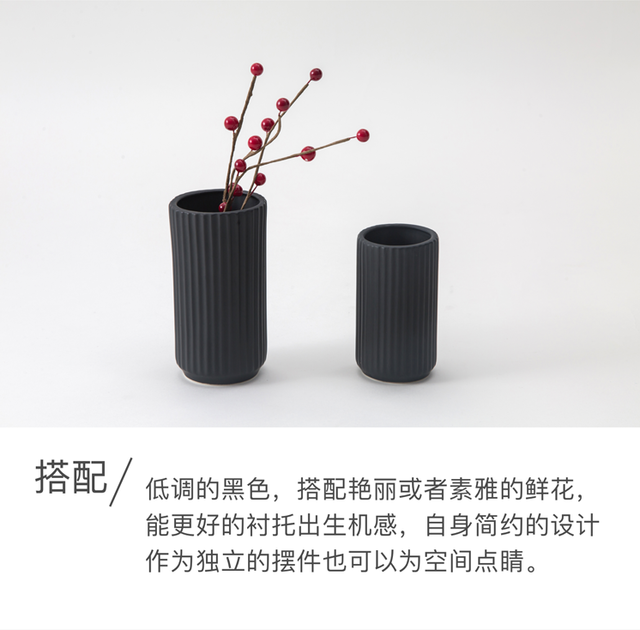 搭配/
低调的黑色，搭配艳丽或者素雅的鲜花，
能更好的衬托出生机感，自身简约的设计
作为独立的摆件也可以为空间点睛。